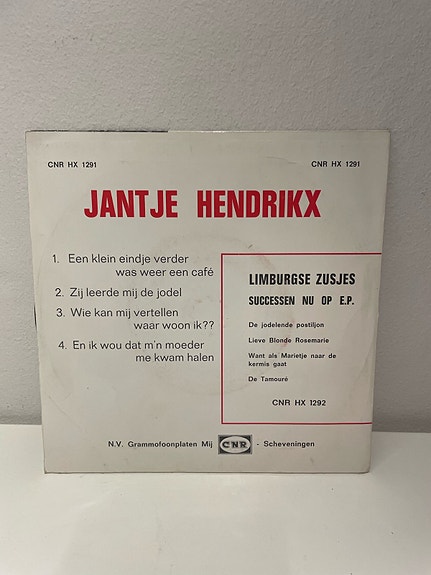 CNR HX 1291
CNR HX 1291
JANTJE HENDRIKX
1. Een klein eindje verder
was weer een café
2. Zij leerde mij de jodel
3. Wie kan mij vertellen
waar woon ik??
4. En ik wou dat m'n moeder
me kwam halen
LIMBURGSE ZUSJES
SUCCESSEN NU OP E.P.
De jodelende postiljon
Lieve Blonde Rosemarie
Want als Marietje naar de
kermis gaat
De Tamouré
CNR HX 1292
N.V. Grammofoonplaten Mij CNR - Scheveningen